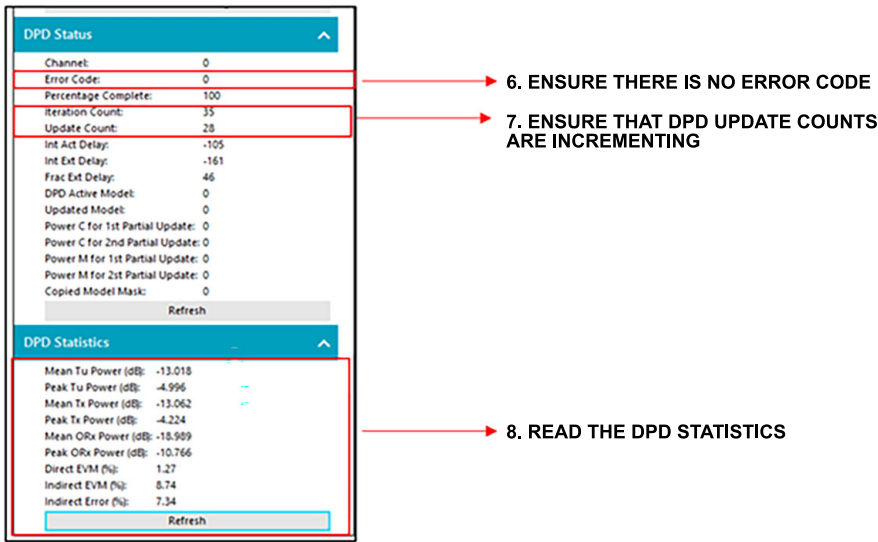 DPD Status
Channel: 0
Error Code: 0
Percentage Complete: 100
Iteration Count: 35
Update Count: 28
Int Act Delay: -105
Int Ext Delay: -161
Frac Ext Delay: 46
DPD Active Model: 0
Updated Model: 0
Power C for 1st Partial Update: 0
Power C for 2nd Partial Update: 0
Power M for 1st Partial Update: 0
Power M for 2st Partial Update: 0
Copied Model Mask: 0
Refresh
DPD Statistics
Mean Tu Power (dB): -13.018
Peak Tu Power (dB): -4.996
Mean Tx Power (dB): -13.062
Peak Tx Power (dB): -4.224
Mean ORx Power (dB): -18.989
Peak ORx Power (dB): -10.766
Direct EVM (%): 1.27
Indirect EVM (%): 8.74
Indirect Error (%): 7.34
Refresh
6. ENSURE THERE IS NO ERROR CODE
7. ENSURE THAT DPD UPDATE COUNTS
ARE INCREMENTING
8. READ THE DPD STATISTICS